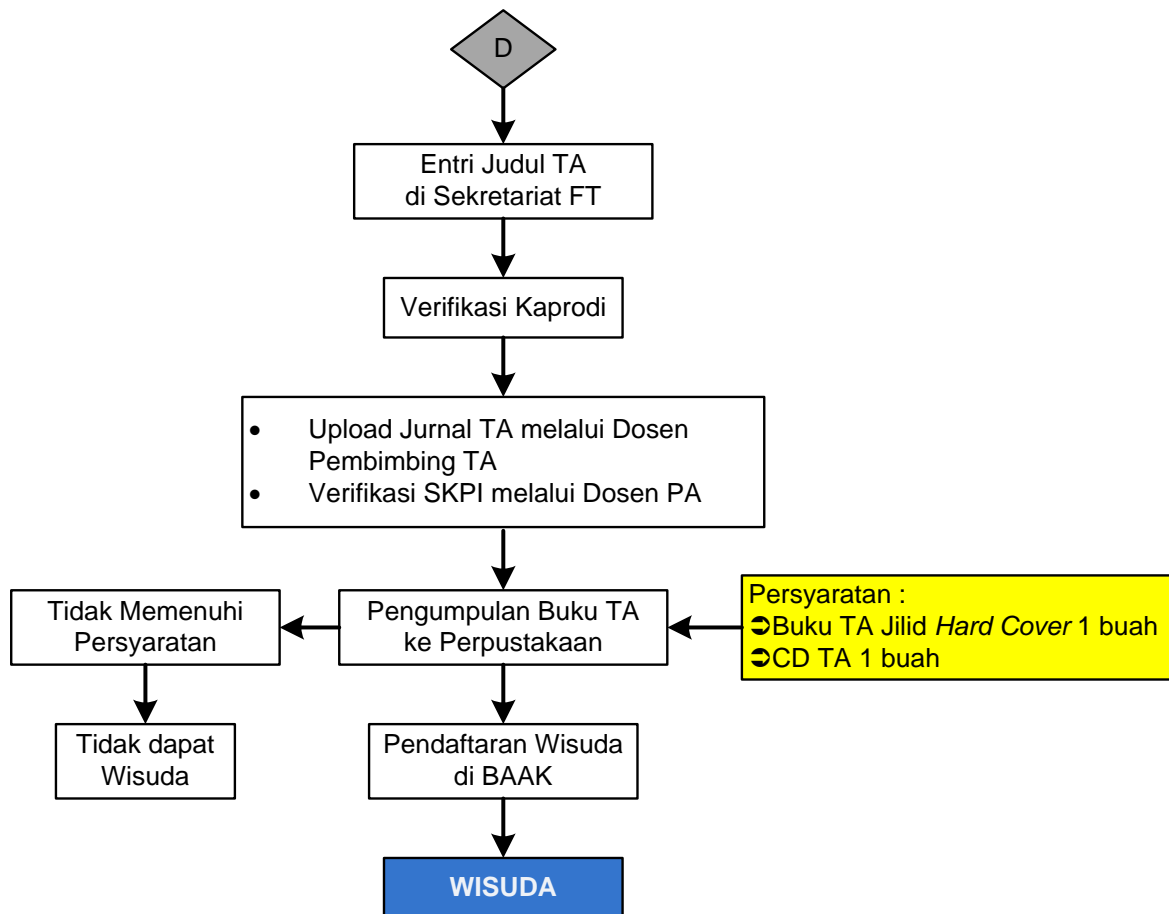 D
Entri Judul TA
di Sekretariat FT
Verifikasi Kaprodi
• Upload Jurnal TA melalui Dosen
Pembimbing TA
• Verifikasi SKPI melalui Dosen PA
Tidak Memenuhi
Persyaratan
Pengumpulan Buku TA
ke Perpustakaan
Persyaratan :
➲Buku TA Jilid Hard Cover 1 buah
➲CD TA 1 buah
Tidak dapat
Wisuda
Pendaftaran Wisuda
di BAAK
WISUDA